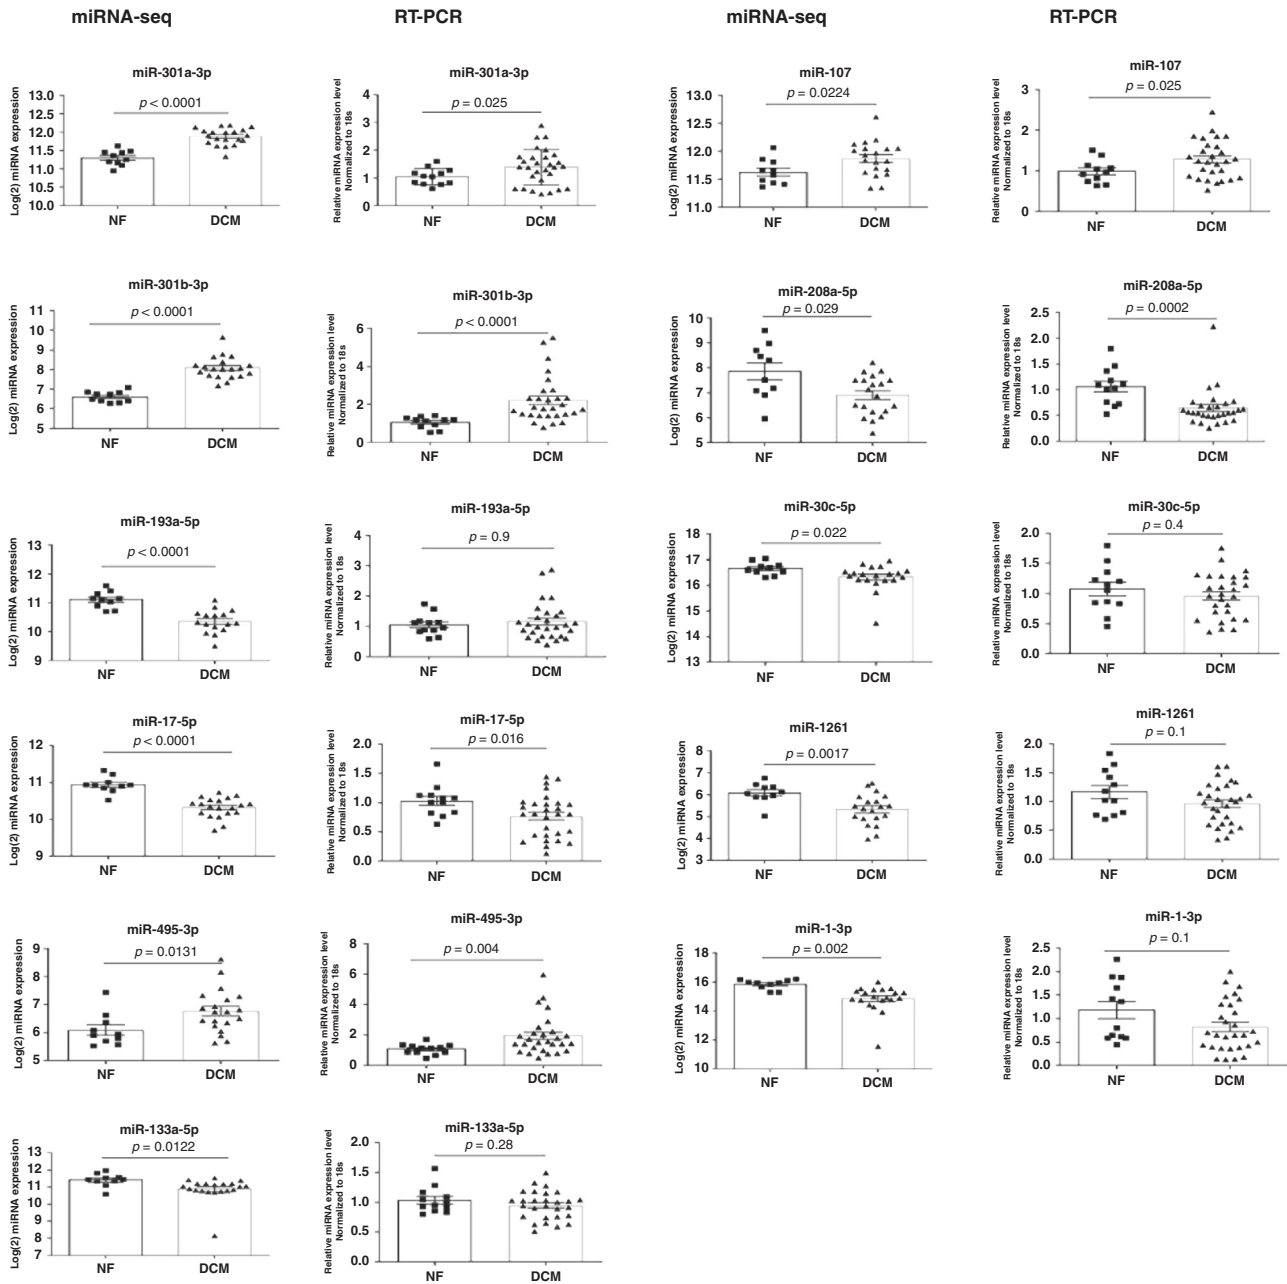 miRNA-seq
RT-PCR
miRNA-seq
RT-PCR
miR-301a-3p
p < 0.0001
Log(2) miRNA expression
13.0
12.5
12.0
11.5
11.0
10.5
10.0
NF
DCM
miR-301a-3p
p = 0.025
Relative miRNA expression level
Normalized to 18s
4
3
2
1
0
NF
DCM
miR-107
p = 0.0224
Log(2) miRNA expression
13.0
12.5
12.0
11.5
11.0
NF
DCM
miR-107
p = 0.025
Relative miRNA expression level
Normalized to 18s
3
2
1
0
NF
DCM
miR-301b-3p
p < 0.0001
Log(2) miRNA expression
11
10
9
8
7
6
5
NF
DCM
miR-301b-3p
p < 0.0001
Relative miRNA expression level
Normalized to 18s
6
4
2
0
NF
DCM
miR-208a-5p
p = 0.029
Log(2) miRNA expression
10
9
8
7
6
5
NF
DCM
miR-208a-5p
p = 0.0002
Relative miRNA expression level
Normalized to 18s
2.5
2.0
1.5
1.0
0.5
0.0
NF
DCM
miR-193a-5p
p < 0.0001
Log(2) miRNA expression
13
12
11
10
9
NF
DCM
miR-193a-5p
p = 0.9
Relative miRNA expression level
Normalized to 18s
4
3
2
1
0
NF
DCM
miR-30c-5p
p = 0.022
Log(2) miRNA expression
18
17
16
15
14
13
NF
DCM
miR-30c-5p
p = 0.4
Relative miRNA expression level
Normalized to 18s
2.0
1.5
1.0
0.5
0.0
NF
DCM
miR-17-5p
p < 0.0001
Log(2) miRNA expression
12
11
10
9
NF
DCM
miR-17-5p
p = 0.016
Relative miRNA expression level
Normalized to 18s
2.0
1.5
1.0
0.5
0.0
NF
DCM
miR-1261
p = 0.0017
Log(2) miRNA expression
8
7
6
5
4
3
NF
DCM
miR-1261
p = 0.1
Relative miRNA expression level
Normalized to 18s
2.0
1.5
1.0
0.5
0.0
NF
DCM
miR-495-3p
p = 0.0131
Log(2) miRNA expression
9
8
7
6
5
NF
DCM
miR-495-3p
p = 0.004
Relative miRNA expression level
Normalized to 18s
8
6
4
2
0
NF
DCM
miR-1-3p
p = 0.002
Log(2) miRNA expression
18
16
14
12
10
NF
DCM
miR-1-3p
p = 0.1
Relative miRNA expression level
Normalized to 18s
2.5
2.0
1.5
1.0
0.5
0.0
NF
DCM
miR-133a-5p
p = 0.0122
Log(2) miRNA expression
13
12
11
10
9
8
7
NF
DCM
miR-133a-5p
p = 0.28
Relative miRNA expression level
Normalized to 18s
2.0
1.5
1.0
0.5
0.0
NF
DCM